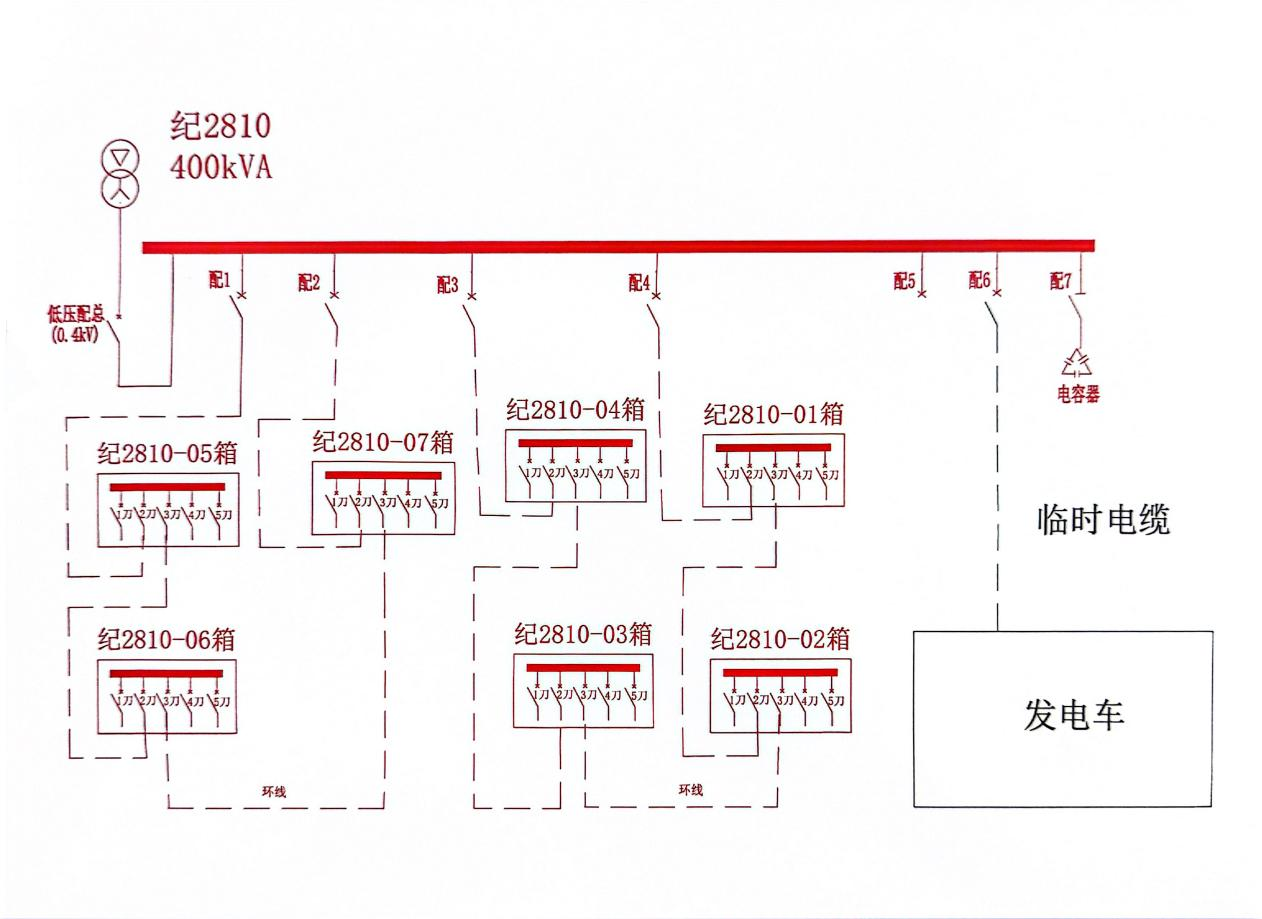 纪2810
400kVA
配1
配2
配3
配4
配5
配6
配7
低压配总
(0.4kV)
电容器
纪2810-05箱
1刀 2刀 3刀 4刀 5刀
纪2810-07箱
1刀 2刀 3刀 4刀 5刀
纪2810-04箱
1刀 2刀 3刀 4刀 5刀
纪2810-01箱
1刀 2刀 3刀 4刀 5刀
临时电缆
纪2810-06箱
1刀 2刀 3刀 4刀 5刀
纪2810-03箱
1刀 2刀 3刀 4刀 5刀
纪2810-02箱
1刀 2刀 3刀 4刀 5刀
发电车
环线
环线